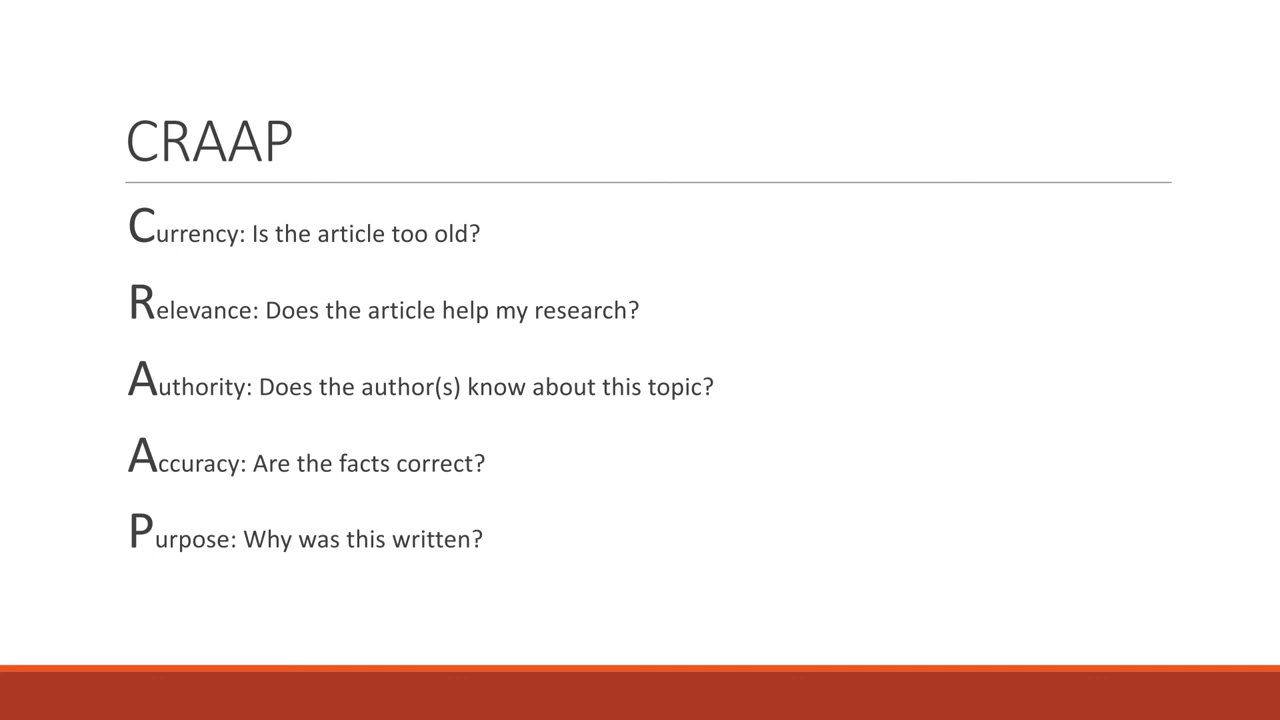 CRAAP
Currency: Is the article too old?
Relevance: Does the article help my research?
Authority: Does the author(s) know about this topic?
Accuracy: Are the facts correct?
Purpose: Why was this written?